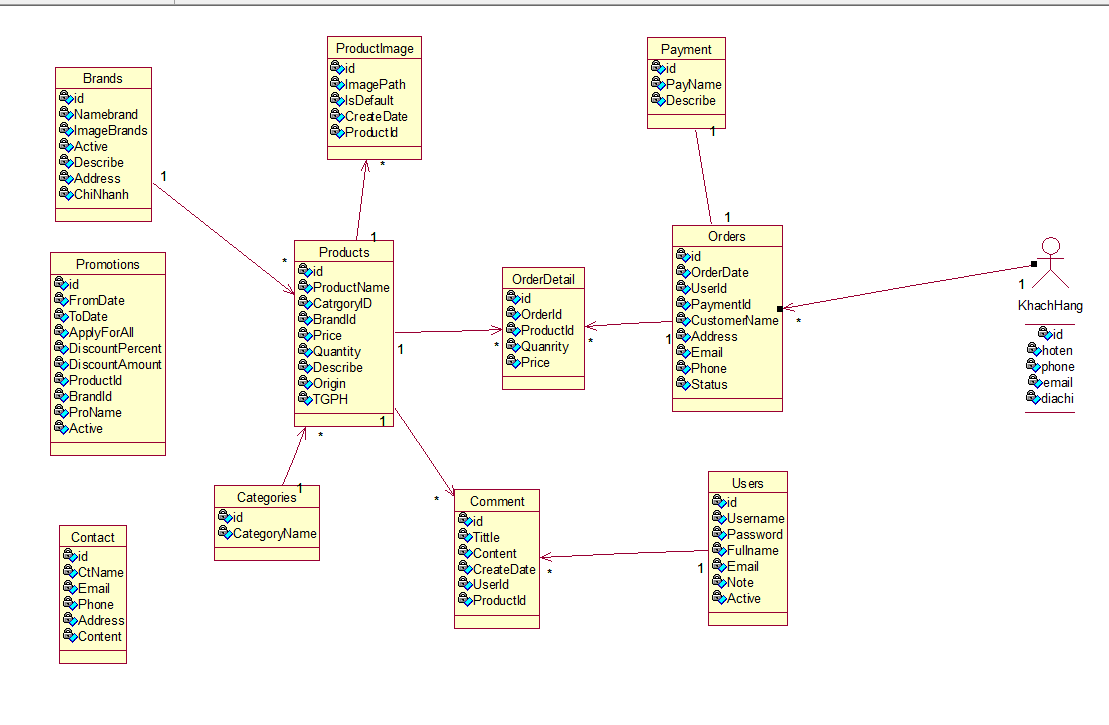 ProductImage
id
ImagePath
IsDefault
CreateDate
ProductId
*
Payment
id
PayName
Describe
1
Brands
id
Namebrand
ImageBrands
Active
Describe
Address
ChiNhanh
1
*
Promotions
id
FromDate
ToDate
ApplyForAll
DiscountPercent
DiscountAmount
ProductId
BrandId
ProName
Active
1
Products
id
ProductName
CatrgoryID
BrandId
Price
Quantity
Describe
Origin
TGPH
1
1
*
OrderDetail
id
OrderId
ProductId
Quanrity
Price
*
*
1
Orders
id
OrderDate
UserId
PaymentId
CustomerName
Address
Email
Phone
Status
1
*
1
KhachHang
id
hoten
phone
email
diachi
Categories
1
id
CategoryName
Comment
id
Tittle
Content
CreateDate
UserId
ProductId
*
*
Users
id
Username
Password
Fullname
Email
Note
Active
1
Contact
id
CtName
Email
Phone
Address
Content